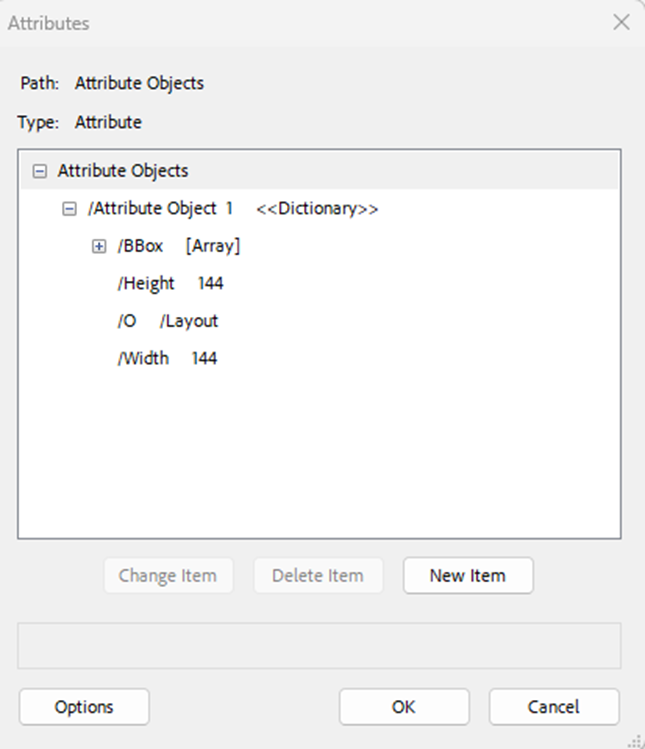 Attributes
Path: Attribute Objects
Type: Attribute
Attribute Objects
/Attribute Object 1 <<Dictionary>>
/BBox [Array]
/Height 144
/O /Layout
/Width 144
Change Item Delete Item New Item
Options OK Cancel